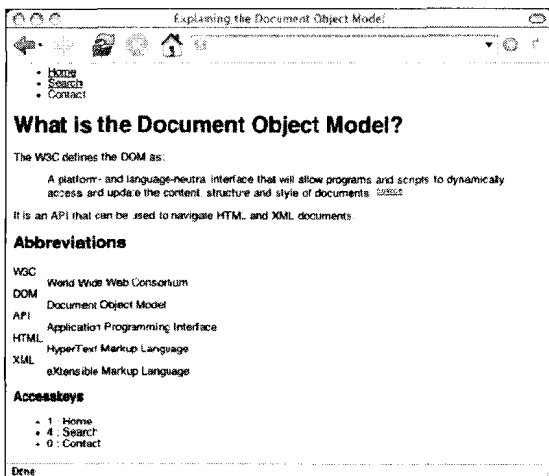 Explaining the Document Object Model
Home
Search
Contact
What is the Document Object Model?
The W3C defines the DOM as:
A platform- and language-neutral interface that will allow programs and scripts to dynamically
access and update the content, structure and style of documents. source
It is an API that can be used to navigate HTML and XML documents.
Abbreviations
W3C
World Wide Web Consortium
DOM
Document Object Model
API
Application Programming Interface
HTML
HyperText Markup Language
XML
eXtensible Markup Language
Accesskeys
1 : Home
4 : Search
0 : Contact
Done